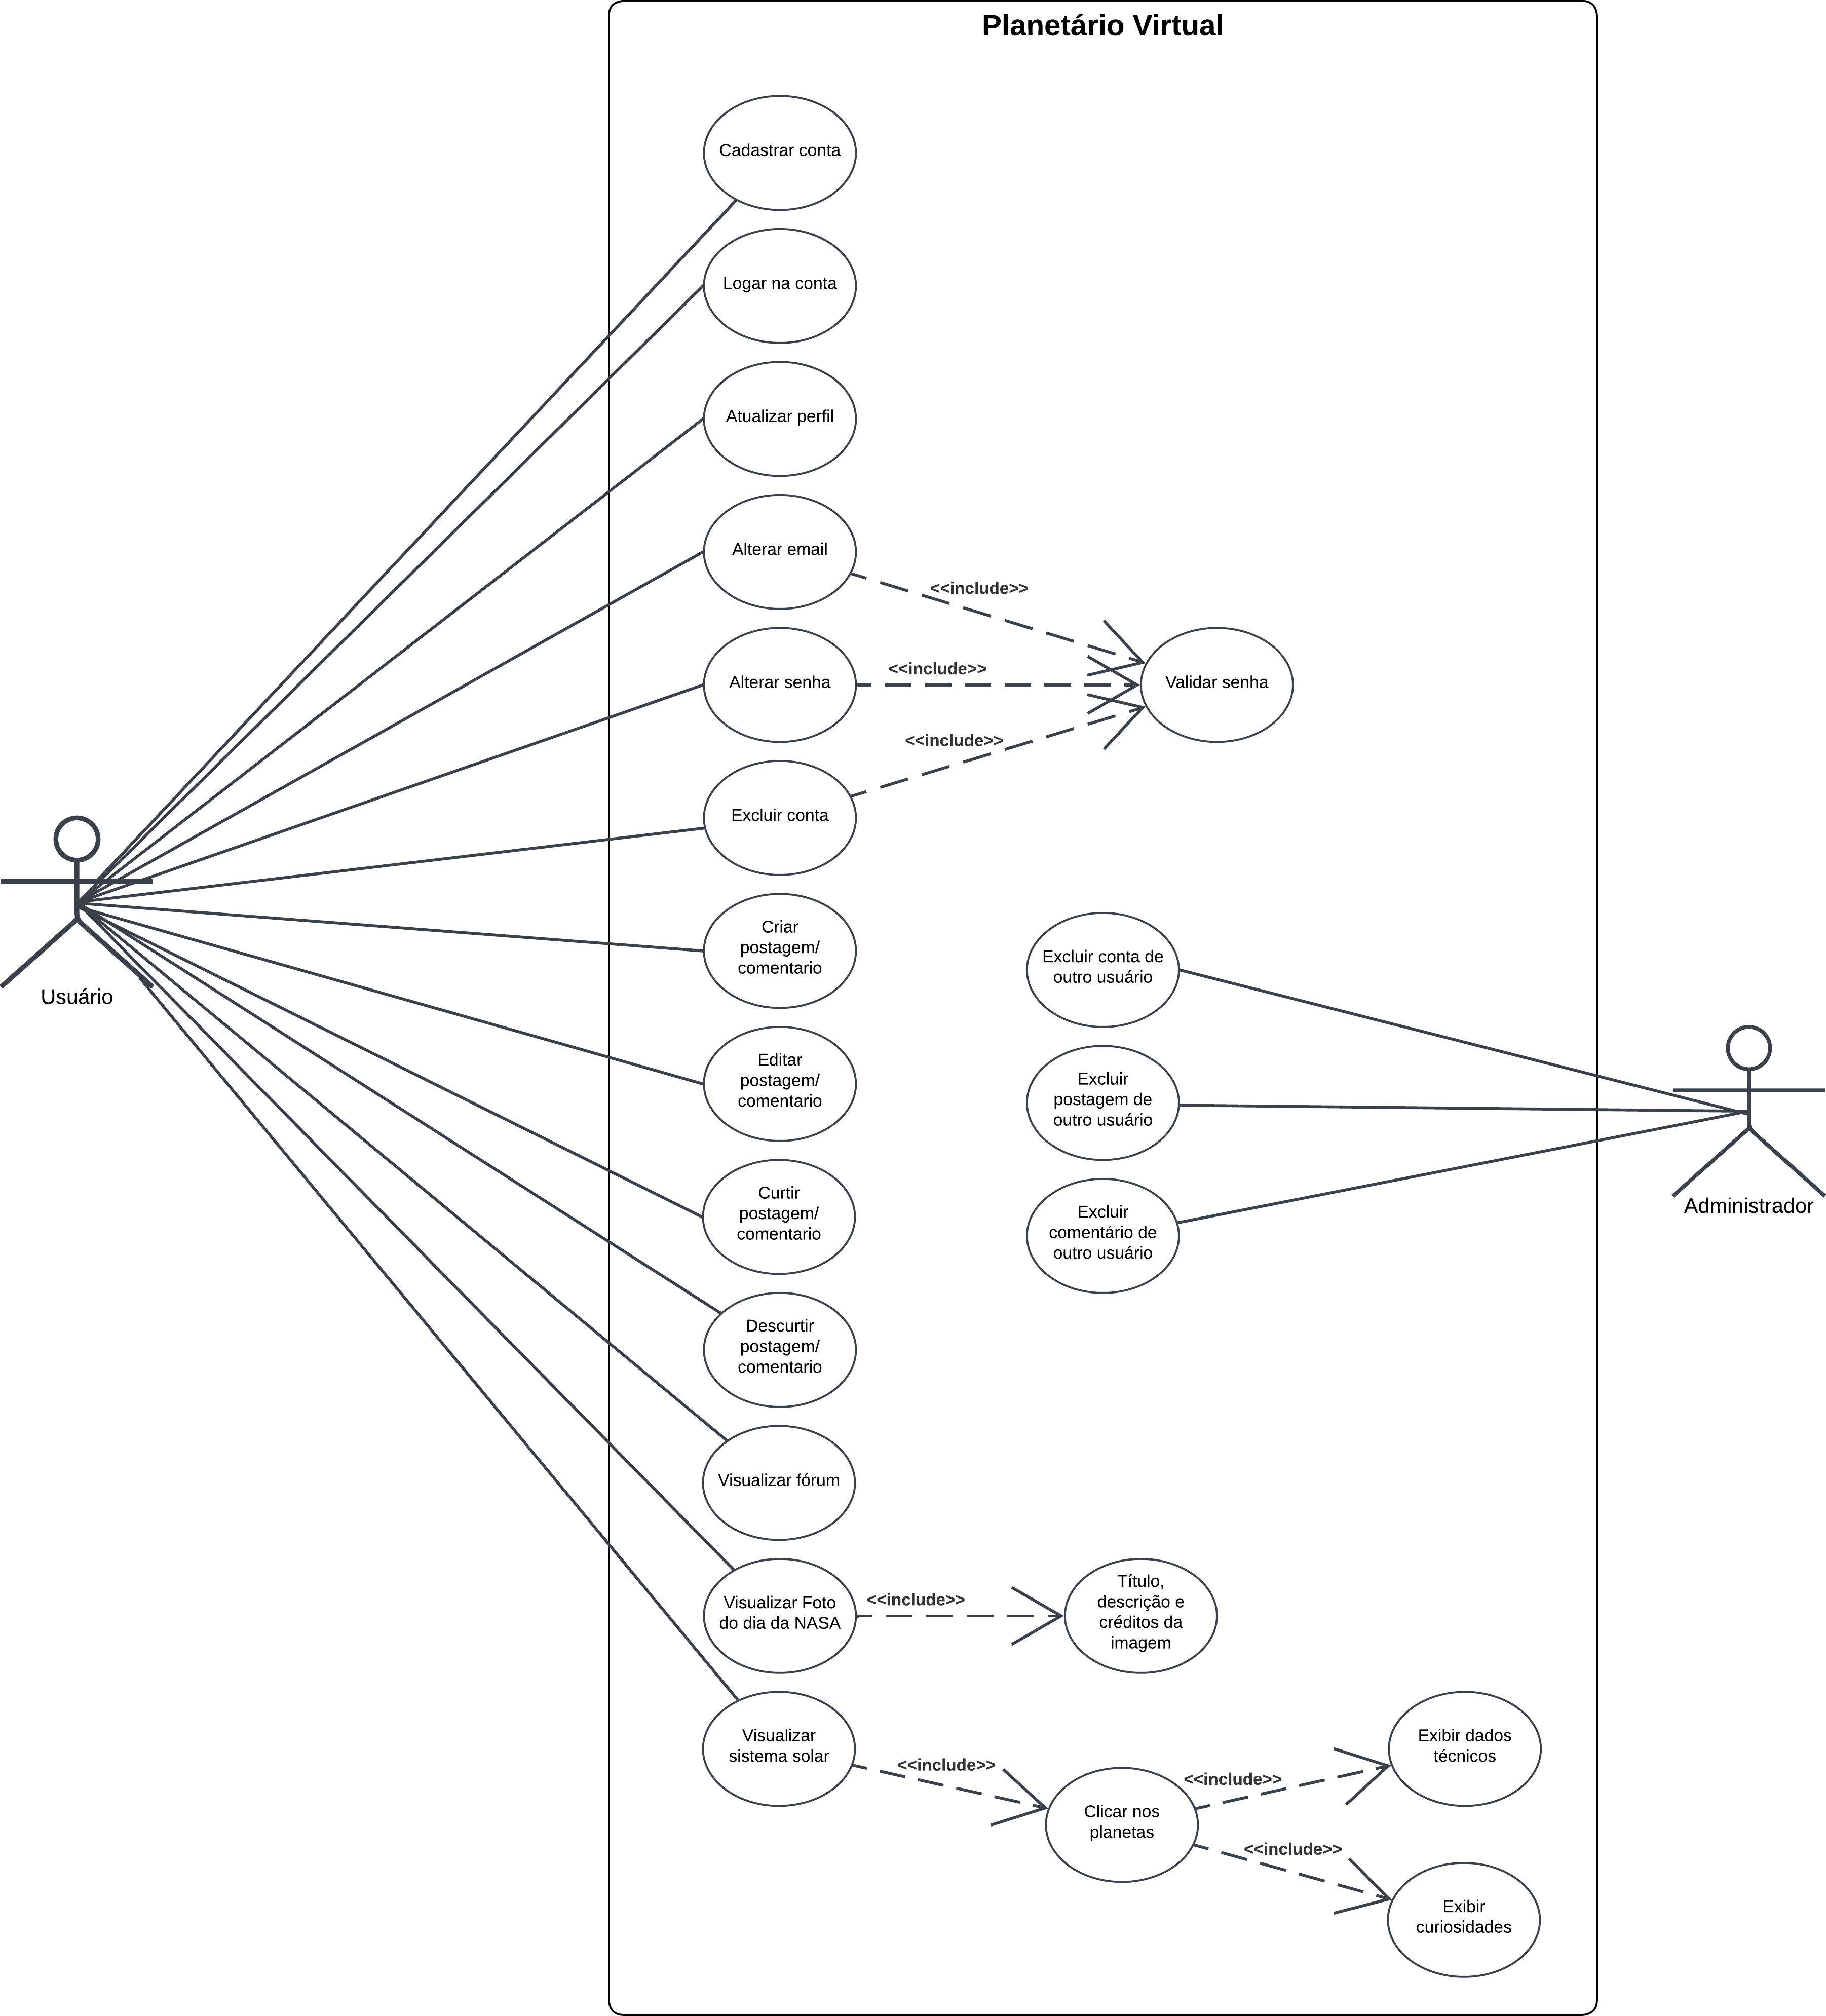 Planetário Virtual
Cadastrar conta
Logar na conta
Atualizar perfil
Alterar email
<<include>>
Alterar senha
<<include>>
Validar senha
<<include>>
Excluir conta
Criar
postagem/
comentario
Excluir conta de
outro usuário
Usuário
Editar
postagem/
comentario
Excluir
postagem de
outro usuário
Curtir
postagem/
comentario
Excluir
comentário de
outro usuário
Administrador
Descurtir
postagem/
comentario
Visualizar fórum
Visualizar Foto
do dia da NASA
<<include>>
Título,
descrição e
créditos da
imagem
Visualizar
sistema solar
<<include>>
Clicar nos
planetas
<<include>>
Exibir dados
técnicos
<<include>>
Exibir
curiosidades